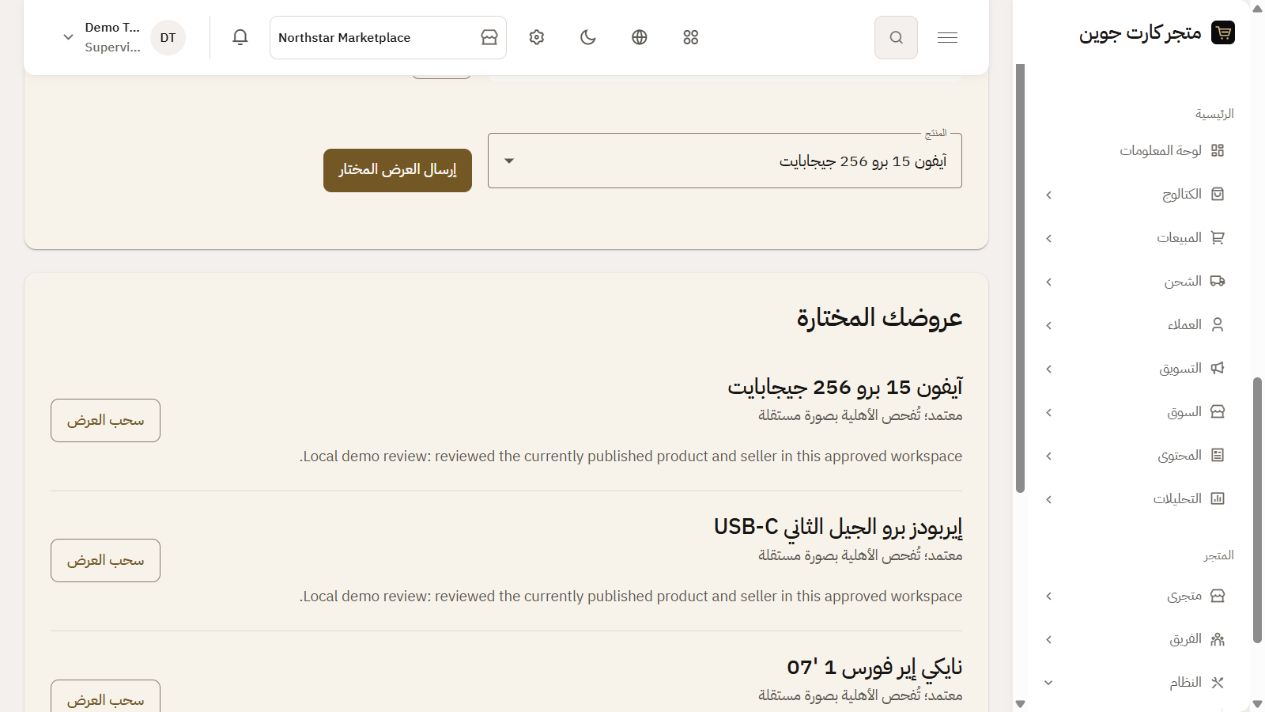 متجر كارت جوين
الرئيسية
لوحة المعلومات
الكتالوج
المبيعات
الشحن
العملاء
التسويق
السوق
المحتوى
التحليلات
المتجر
متجري
الفريق
النظام
Northstar Marketplace
Demo T...
Supervi...
DT
المنتج
آيفون 15 برو 256 جيجابايت
إرسال العرض المختار
عروضك المختارة
آيفون 15 برو 256 جيجابايت
معتمد؛ تُفحص الأهلية بصورة مستقلة
سحب العرض
Local demo review: reviewed the currently published product and seller in this approved workspace.
إيربودز برو الجيل الثاني USB-C
معتمد؛ تُفحص الأهلية بصورة مستقلة
سحب العرض
Local demo review: reviewed the currently published product and seller in this approved workspace.
نايكي إير فورس 1 '07
معتمد؛ تُفحص الأهلية بصورة مستقلة
سحب العرض